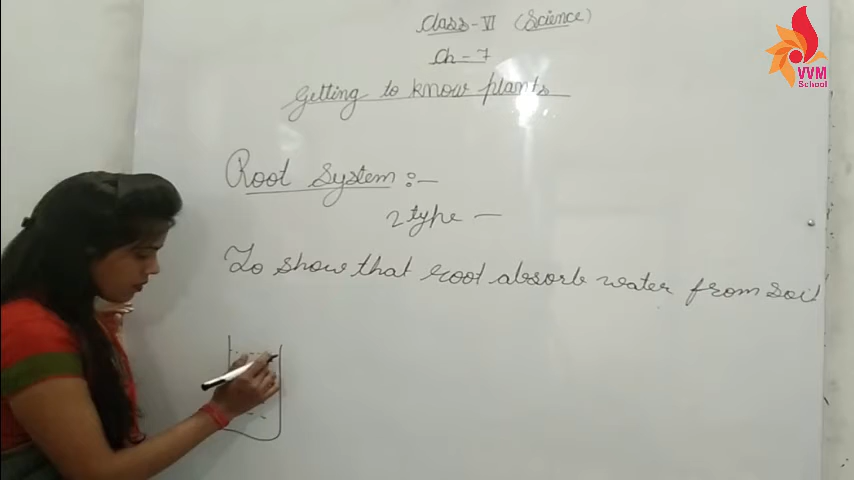 Class - VI (Science)
Ch - 7
Getting to know plants
Root System :-
2 type -
To show that root absorb water from soil
VVM
School